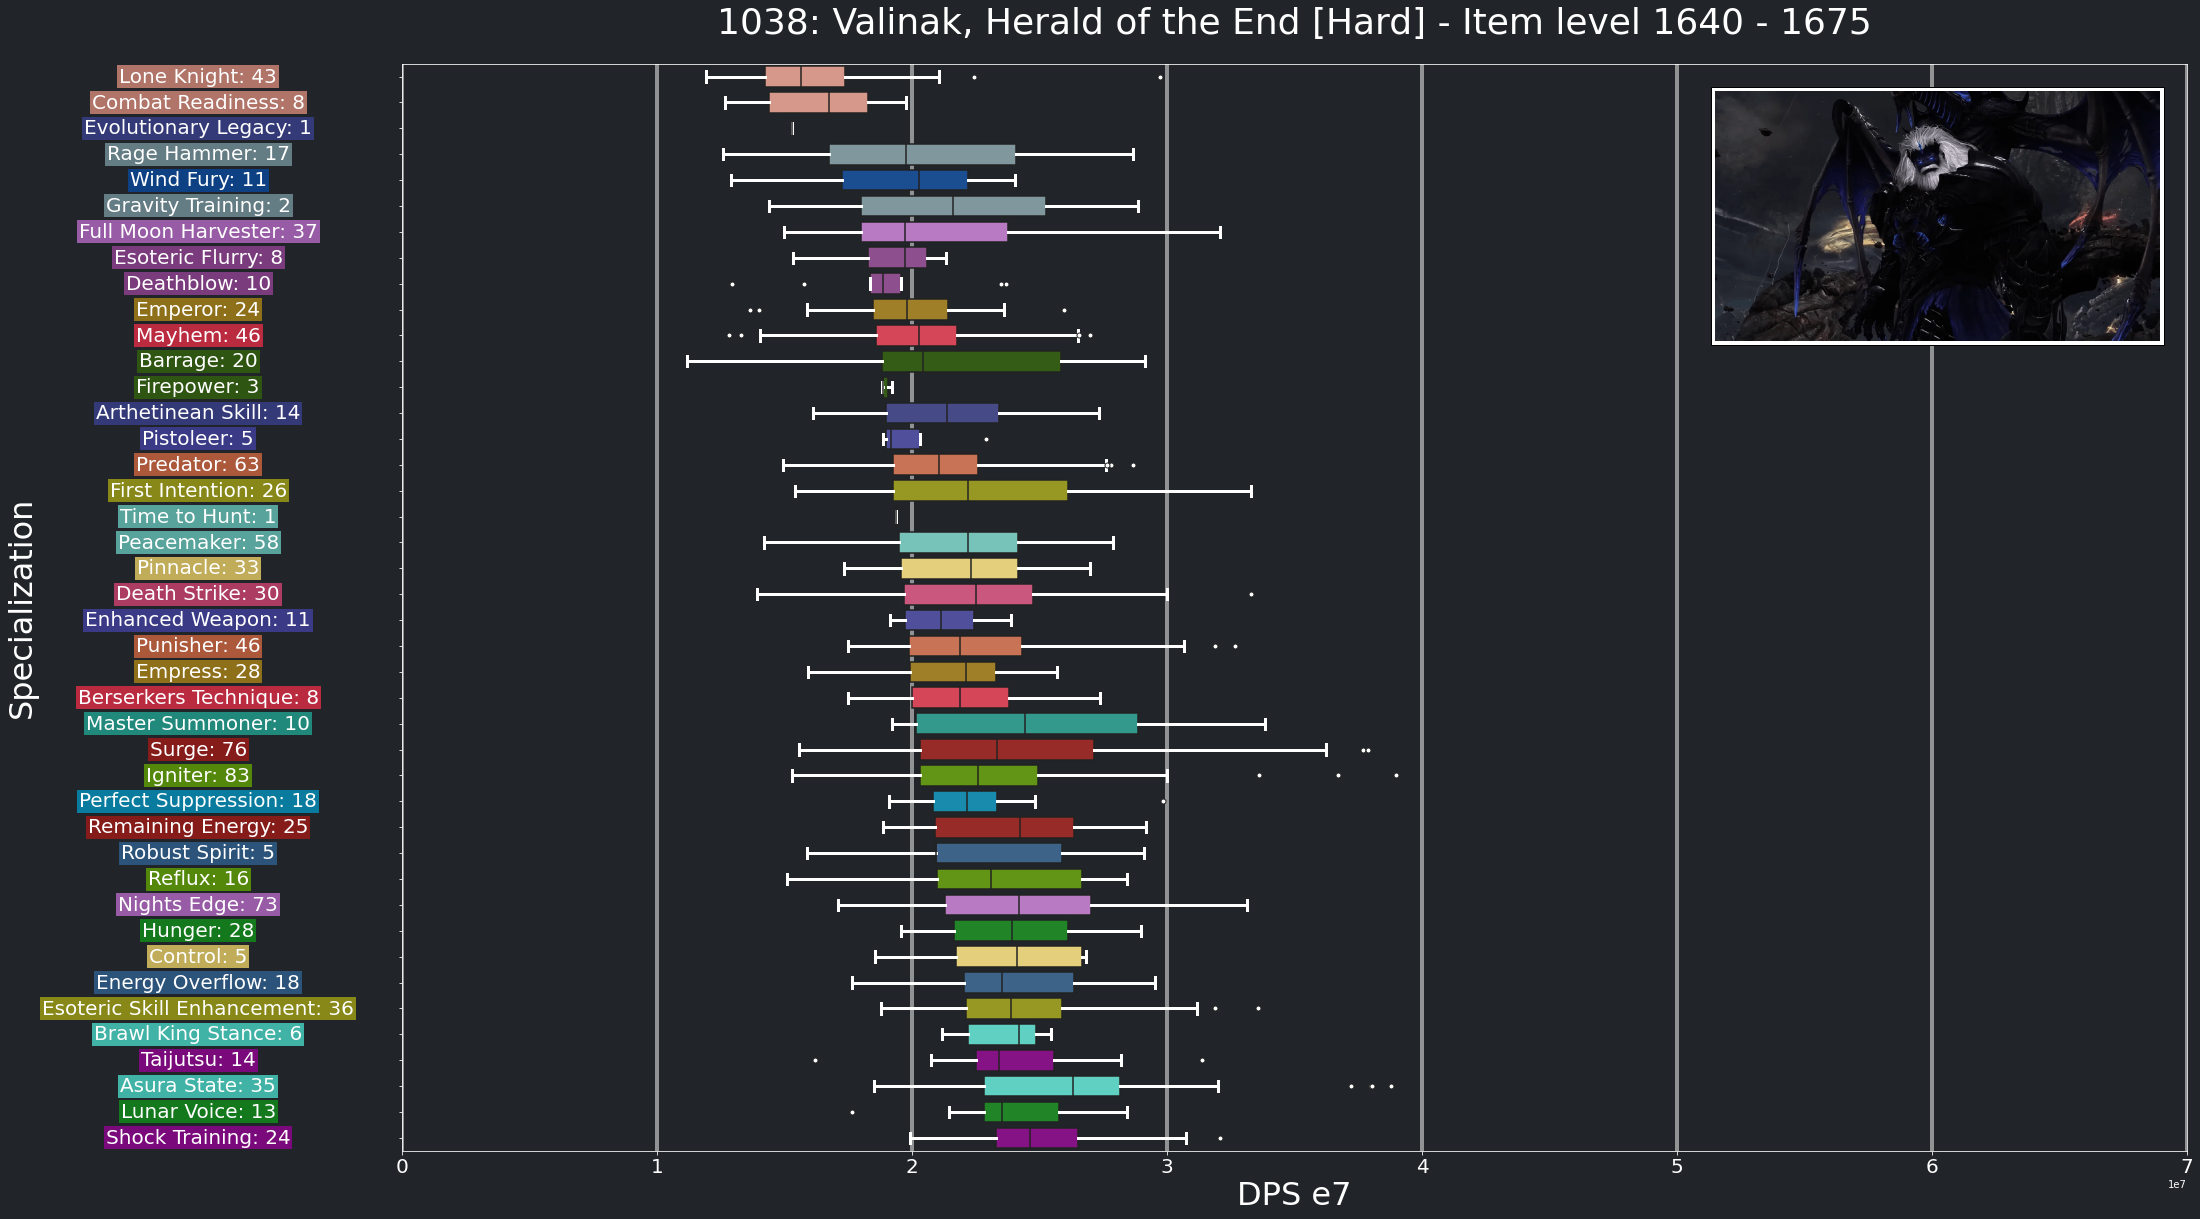 1038: Valinak, Herald of the End [Hard] - Item level 1640 - 1675
Specialization
Lone Knight: 43
Combat Readiness: 8
Evolutionary Legacy: 1
Rage Hammer: 17
Wind Fury: 11
Gravity Training: 2
Full Moon Harvester: 37
Esoteric Flurry: 8
Deathblow: 10
Emperor: 24
Mayhem: 46
Barrage: 20
Firepower: 3
Arthetinean Skill: 14
Pistoleer: 5
Predator: 63
First Intention: 26
Time to Hunt: 1
Peacemaker: 58
Pinnacle: 33
Death Strike: 30
Enhanced Weapon: 11
Punisher: 46
Empress: 28
Berserkers Technique: 8
Master Summoner: 10
Surge: 76
Igniter: 83
Perfect Suppression: 18
Remaining Energy: 25
Robust Spirit: 5
Reflux: 16
Nights Edge: 73
Hunger: 28
Control: 5
Energy Overflow: 18
Esoteric Skill Enhancement: 36
Brawl King Stance: 6
Taijutsu: 14
Asura State: 35
Lunar Voice: 13
Shock Training: 24
0 1 2 3 4 5 6 7
1e7
DPS e7